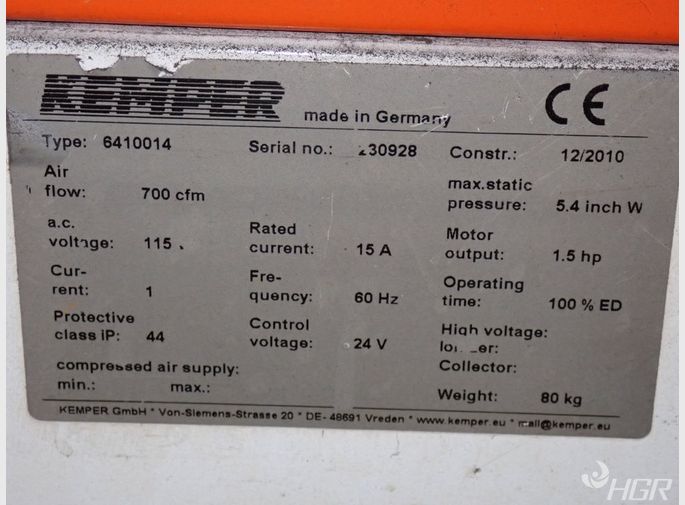 KEMPER made in Germany CE
Type: 6410014 Serial no.: 30928 Constr.: 12/2010
Air flow: 700 cfm max.static pressure: 5.4 inch W
a.c. voltage: 115 Rated current: 15 A Motor output: 1.5 hp
Cur-rent: 1 Fre-quency: 60 Hz Operating time: 100 % ED
Protective class iP: 44 Control voltage: 24 V High voltage:
Collector:
compressed air supply:
min.: max.: Weight: 80 kg
KEMPER GmbH * Von-Siemens-Strasse 20 * DE- 48691 Vreden * www.kemper.eu * mail@kemper.eu
HGR